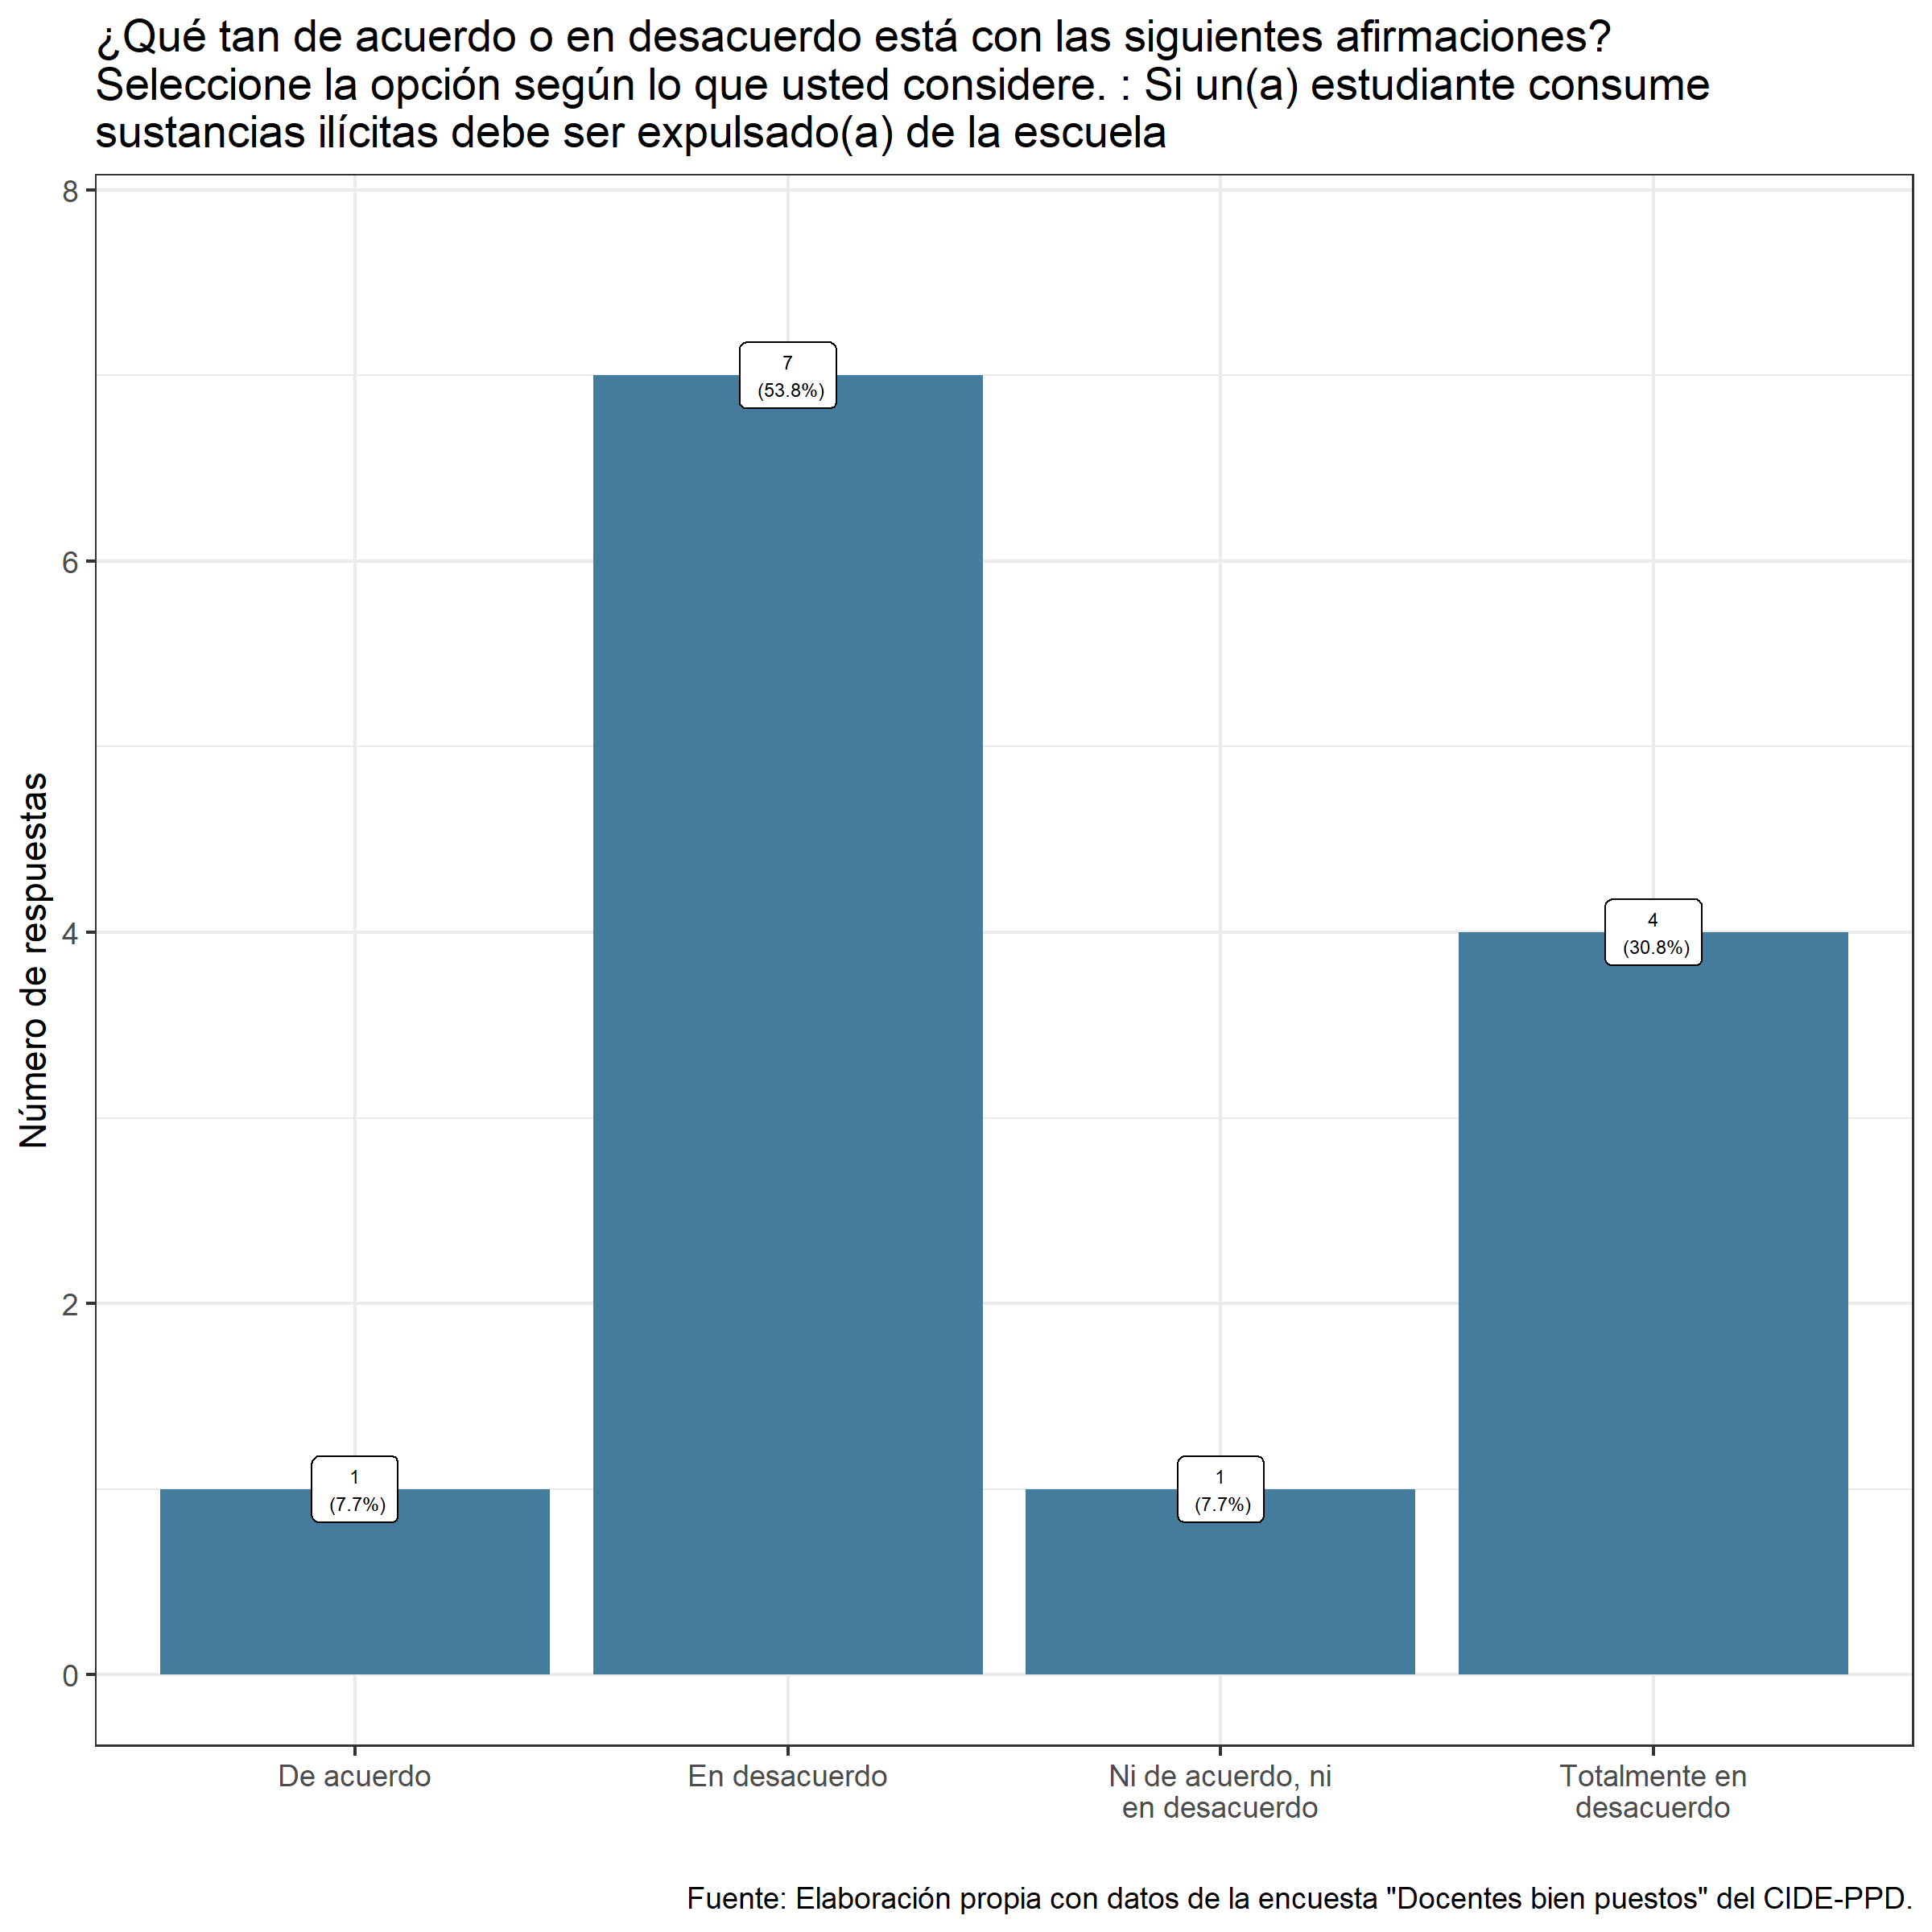 ¿Qué tan de acuerdo o en desacuerdo está con las siguientes afirmaciones?
Seleccione la opción según lo que usted considere. : Si un(a) estudiante consume
sustancias ilícitas debe ser expulsado(a) de la escuela
Número de respuestas
8
6
4
2
0
1
(7.7%)
7
(53.8%)
1
(7.7%)
4
(30.8%)
De acuerdo
En desacuerdo
Ni de acuerdo, ni
en desacuerdo
Totalmente en
desacuerdo
Fuente: Elaboración propia con datos de la encuesta "Docentes bien puestos" del CIDE-PPD.